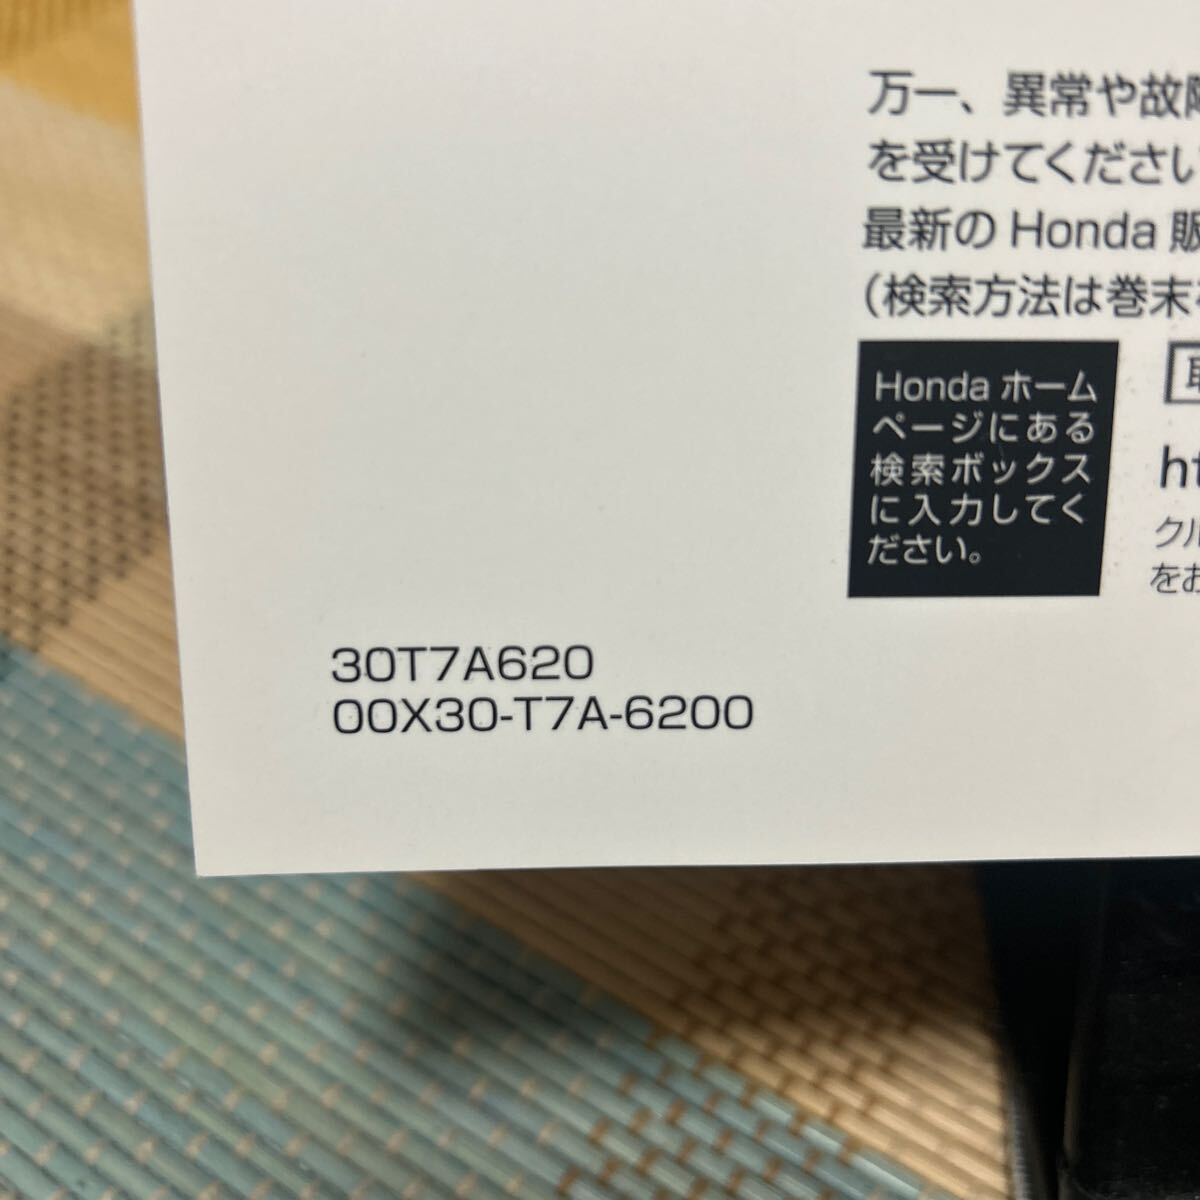 万一、異常や故障
を受けてください
最新の Honda 販
（検索方法は巻末
Honda ホーム
ページにある
検索ボックス
に入力してく
ださい。
ht
クル
をお
30T7A620
00X30-T7A-6200